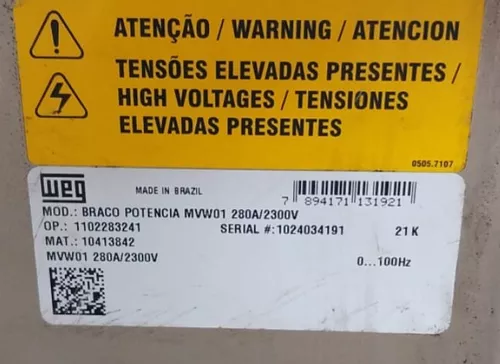 ATENÇÃO / WARNING / ATENCION
TENSÕES ELEVADAS PRESENTES /
HIGH VOLTAGES / TENSIONES
ELEVADAS PRESENTES
0505.7107
WEG
MADE IN BRAZIL
7 894171 131921
MOD.: BRACO POTENCIA MVW01 280A/2300V
OP.: 1102283241 SERIAL #:1024034191 21 K
MAT.: 10413842
MVW01 280A/2300V 0...100Hz